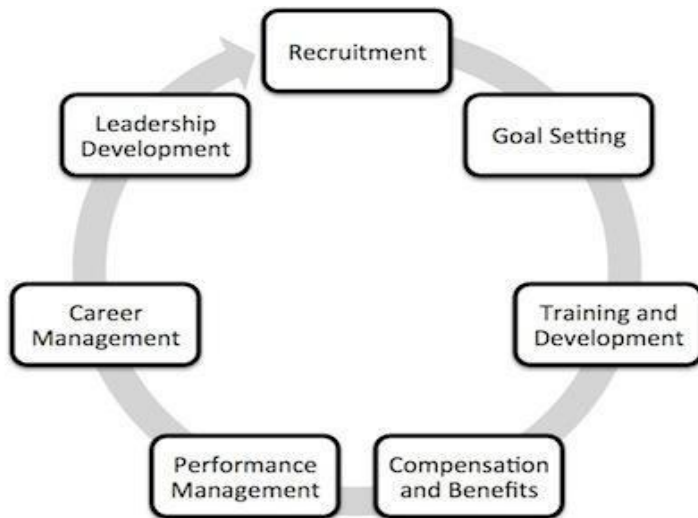 Recruitment
Goal Setting
Training and
Development
Compensation
and Benefits
Performance
Management
Career
Management
Leadership
Development